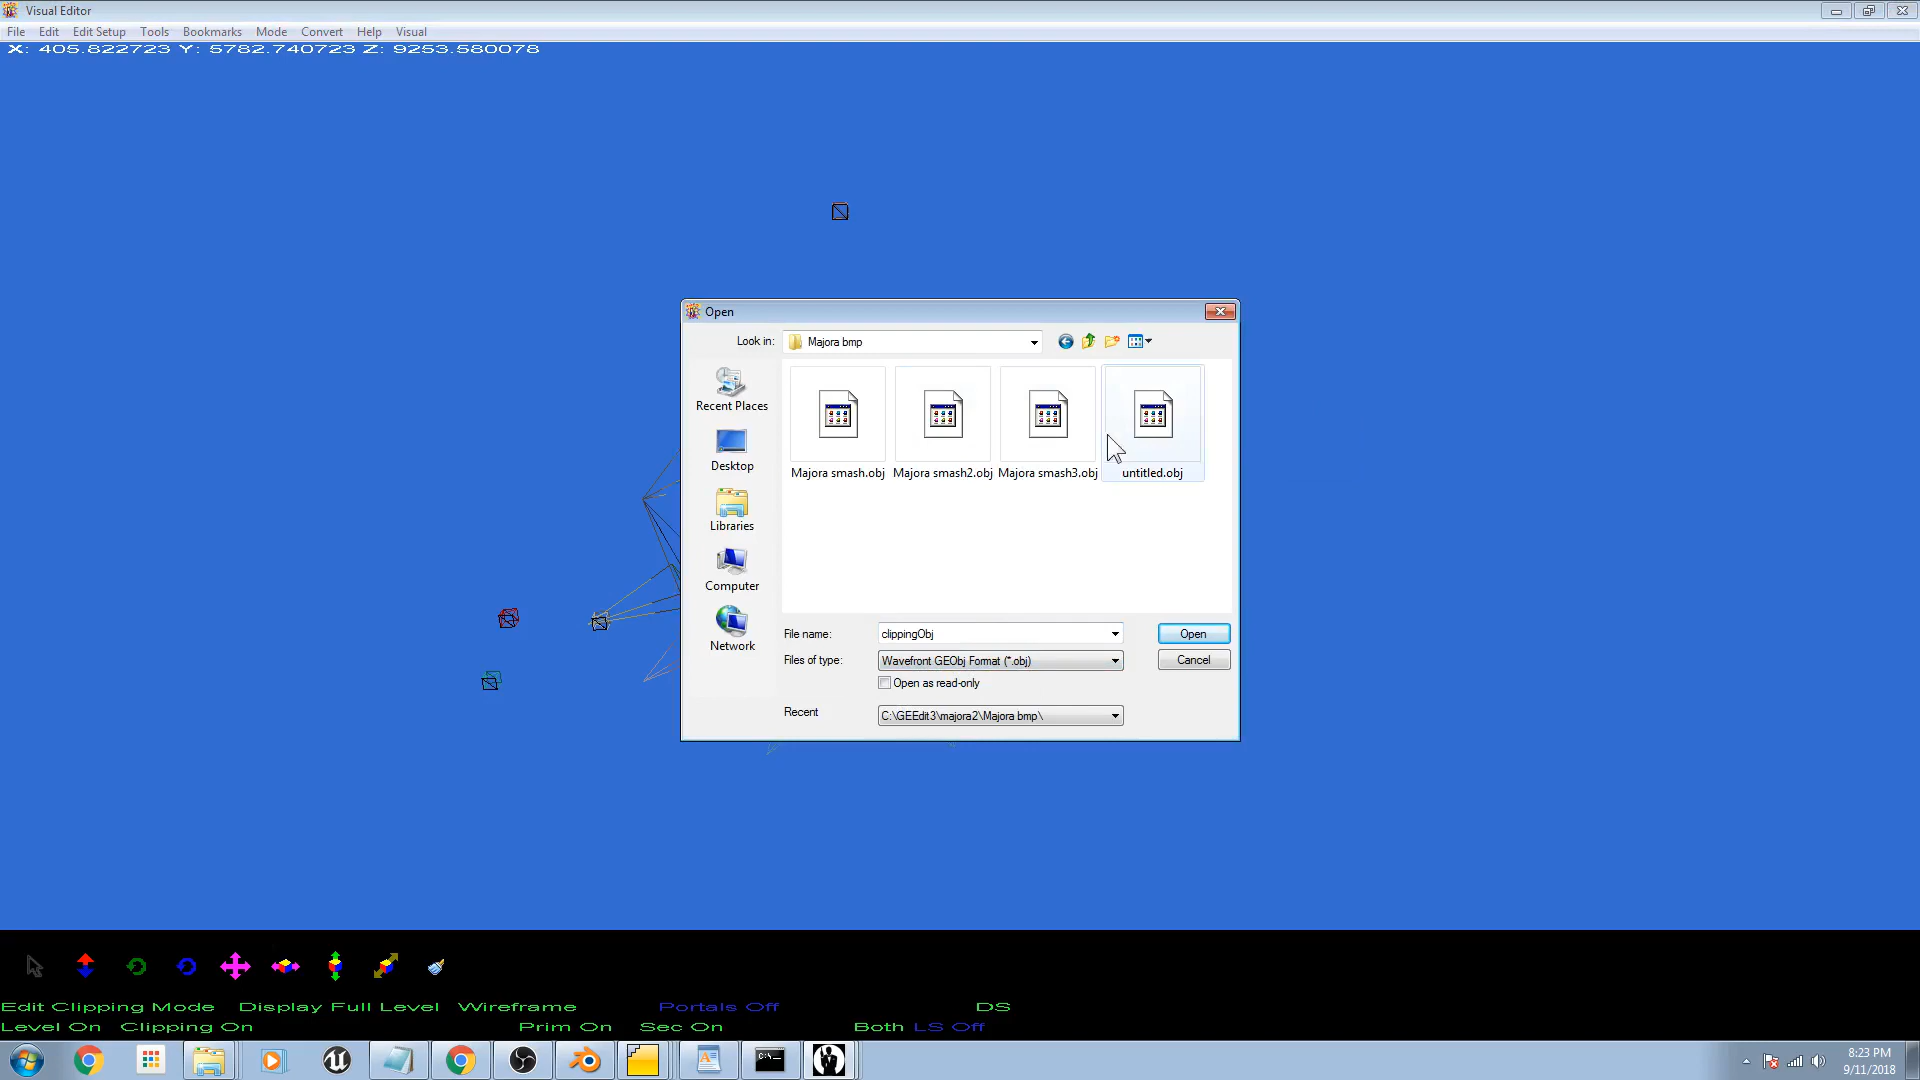 Visual Editor
File Edit Edit Setup Tools Bookmarks Mode Convert Help Visual
X: 405.822723 Y: 5782.740723 Z: 9253.580078
Open
Look in: Majora bmp
Recent Places
Desktop
Libraries
Computer
Network
Majora smash.obj Majora smash2.obj Majora smash3.obj untitled.obj
File name: clippingObj Open
Files of type: Wavefront GEObj Format (*.obj) Cancel
Open as read-only
Recent C:\GEEdit3\majora2\Majora bmp\
Edit Clipping Mode Display Full Level Wireframe Portals Off DS
Level On Clipping On Prim On Sec On Both LS Off
8:23 PM
9/11/2018